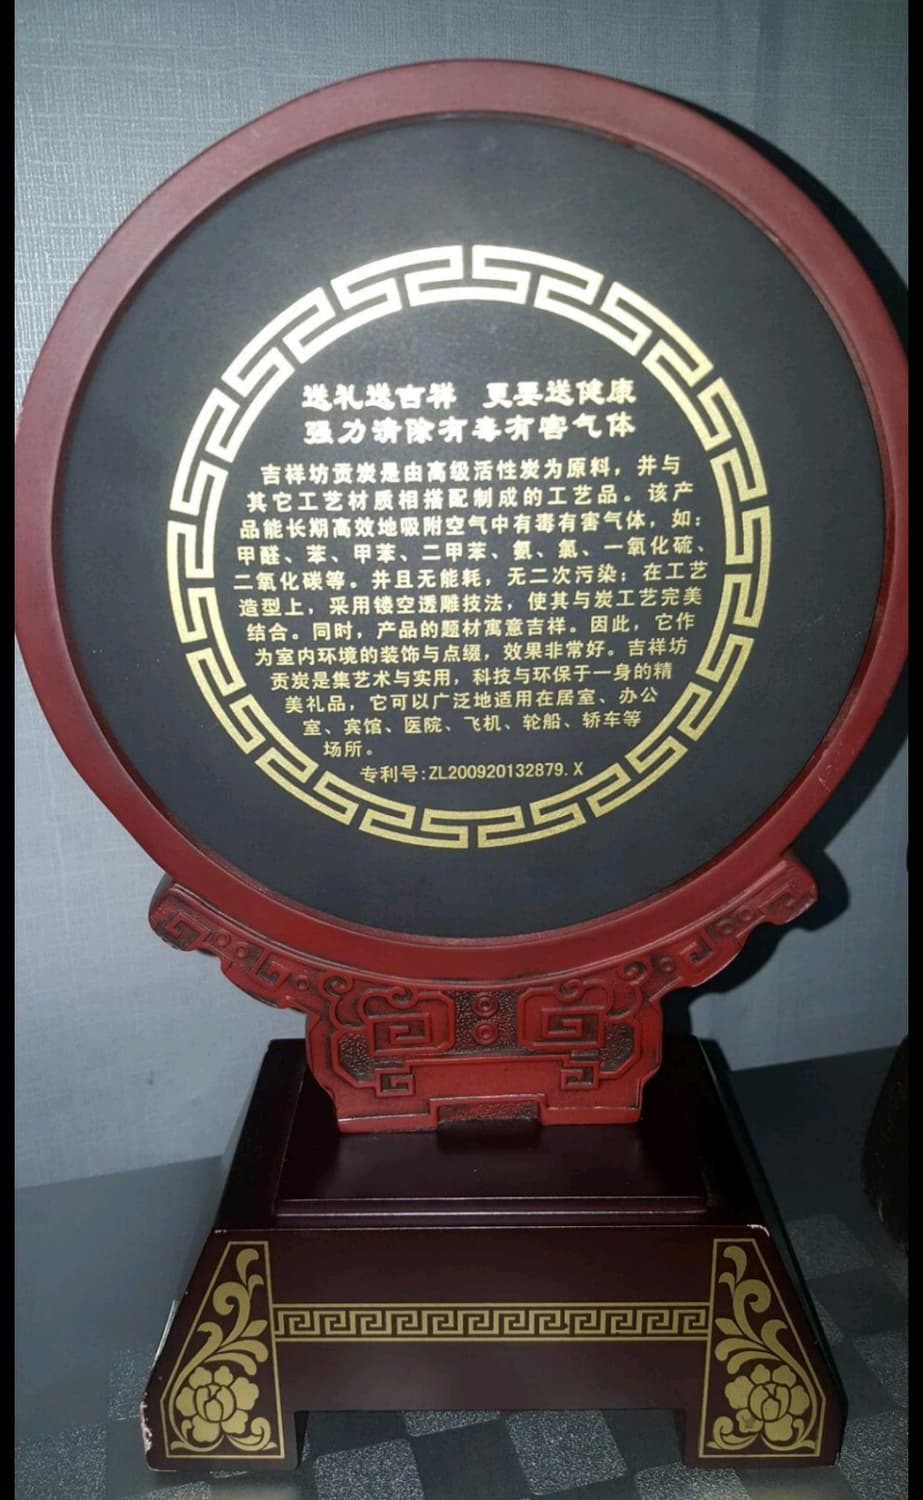 送礼送吉祥 更要送健康
强力清除有毒有害气体
吉祥坊贡炭是由高级活性炭为原料，并与
其它工艺材质相搭配制成的工艺品。该产
品能长期高效地吸附空气中有毒有害气体，如：
甲醛、苯、甲苯、二甲苯、氨、氯、一氧化硫、
二氧化碳等。并且无能耗，无二次污染；在工艺
造型上，采用镂空透雕技法，使其与炭工艺完美
结合。同时，产品的题材寓意吉祥。因此，它作
为室内环境的装饰与点缀，效果非常好。吉祥坊
贡炭是集艺术与实用，科技与环保于一身的精
美礼品，它可以广泛地适用在居室、办公
室、宾馆、医院、飞机、轮船、轿车等
场所。
专利号:ZL200920132879.X